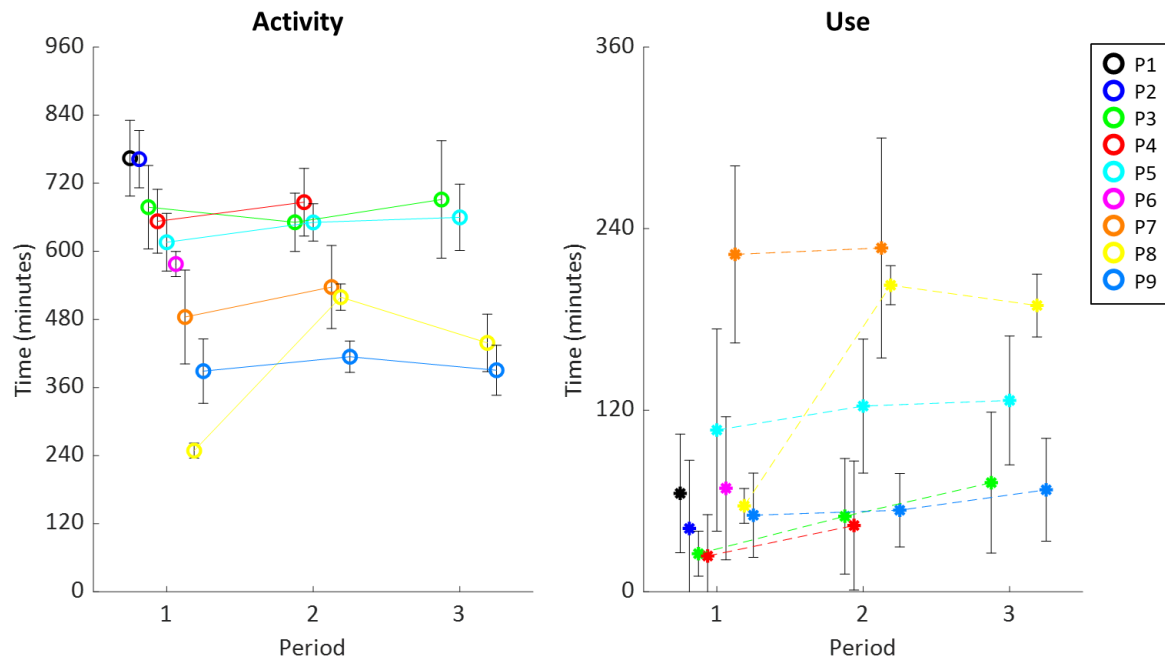 Activity
960
840
720
600
480
360
240
120
0
Time (minutes)
1
2
3
Period
Use
360
240
120
0
Time (minutes)
1
2
3
Period
P1
P2
P3
P4
P5
P6
P7
P8
P9